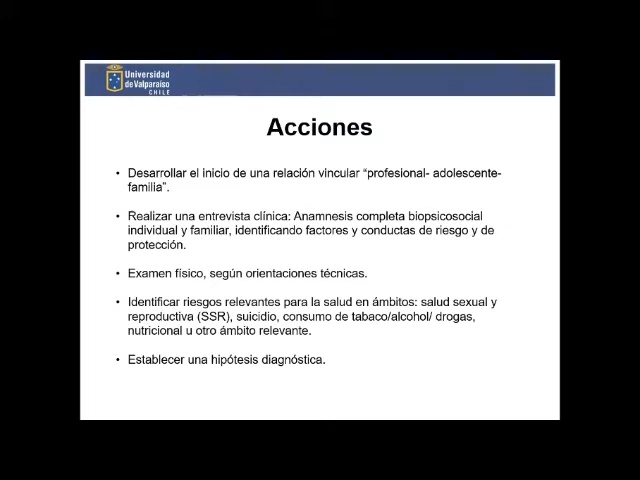 Universidad
de Valparaíso
CHILE
Acciones
• Desarrollar el inicio de una relación vincular “profesional- adolescente-
familia”.
• Realizar una entrevista clínica: Anamnesis completa biopsicosocial
individual y familiar, identificando factores y conductas de riesgo y de
protección.
• Examen físico, según orientaciones técnicas.
• Identificar riesgos relevantes para la salud en ámbitos: salud sexual y
reproductiva (SSR), suicidio, consumo de tabaco/alcohol/ drogas,
nutricional u otro ámbito relevante.
• Establecer una hipótesis diagnóstica.